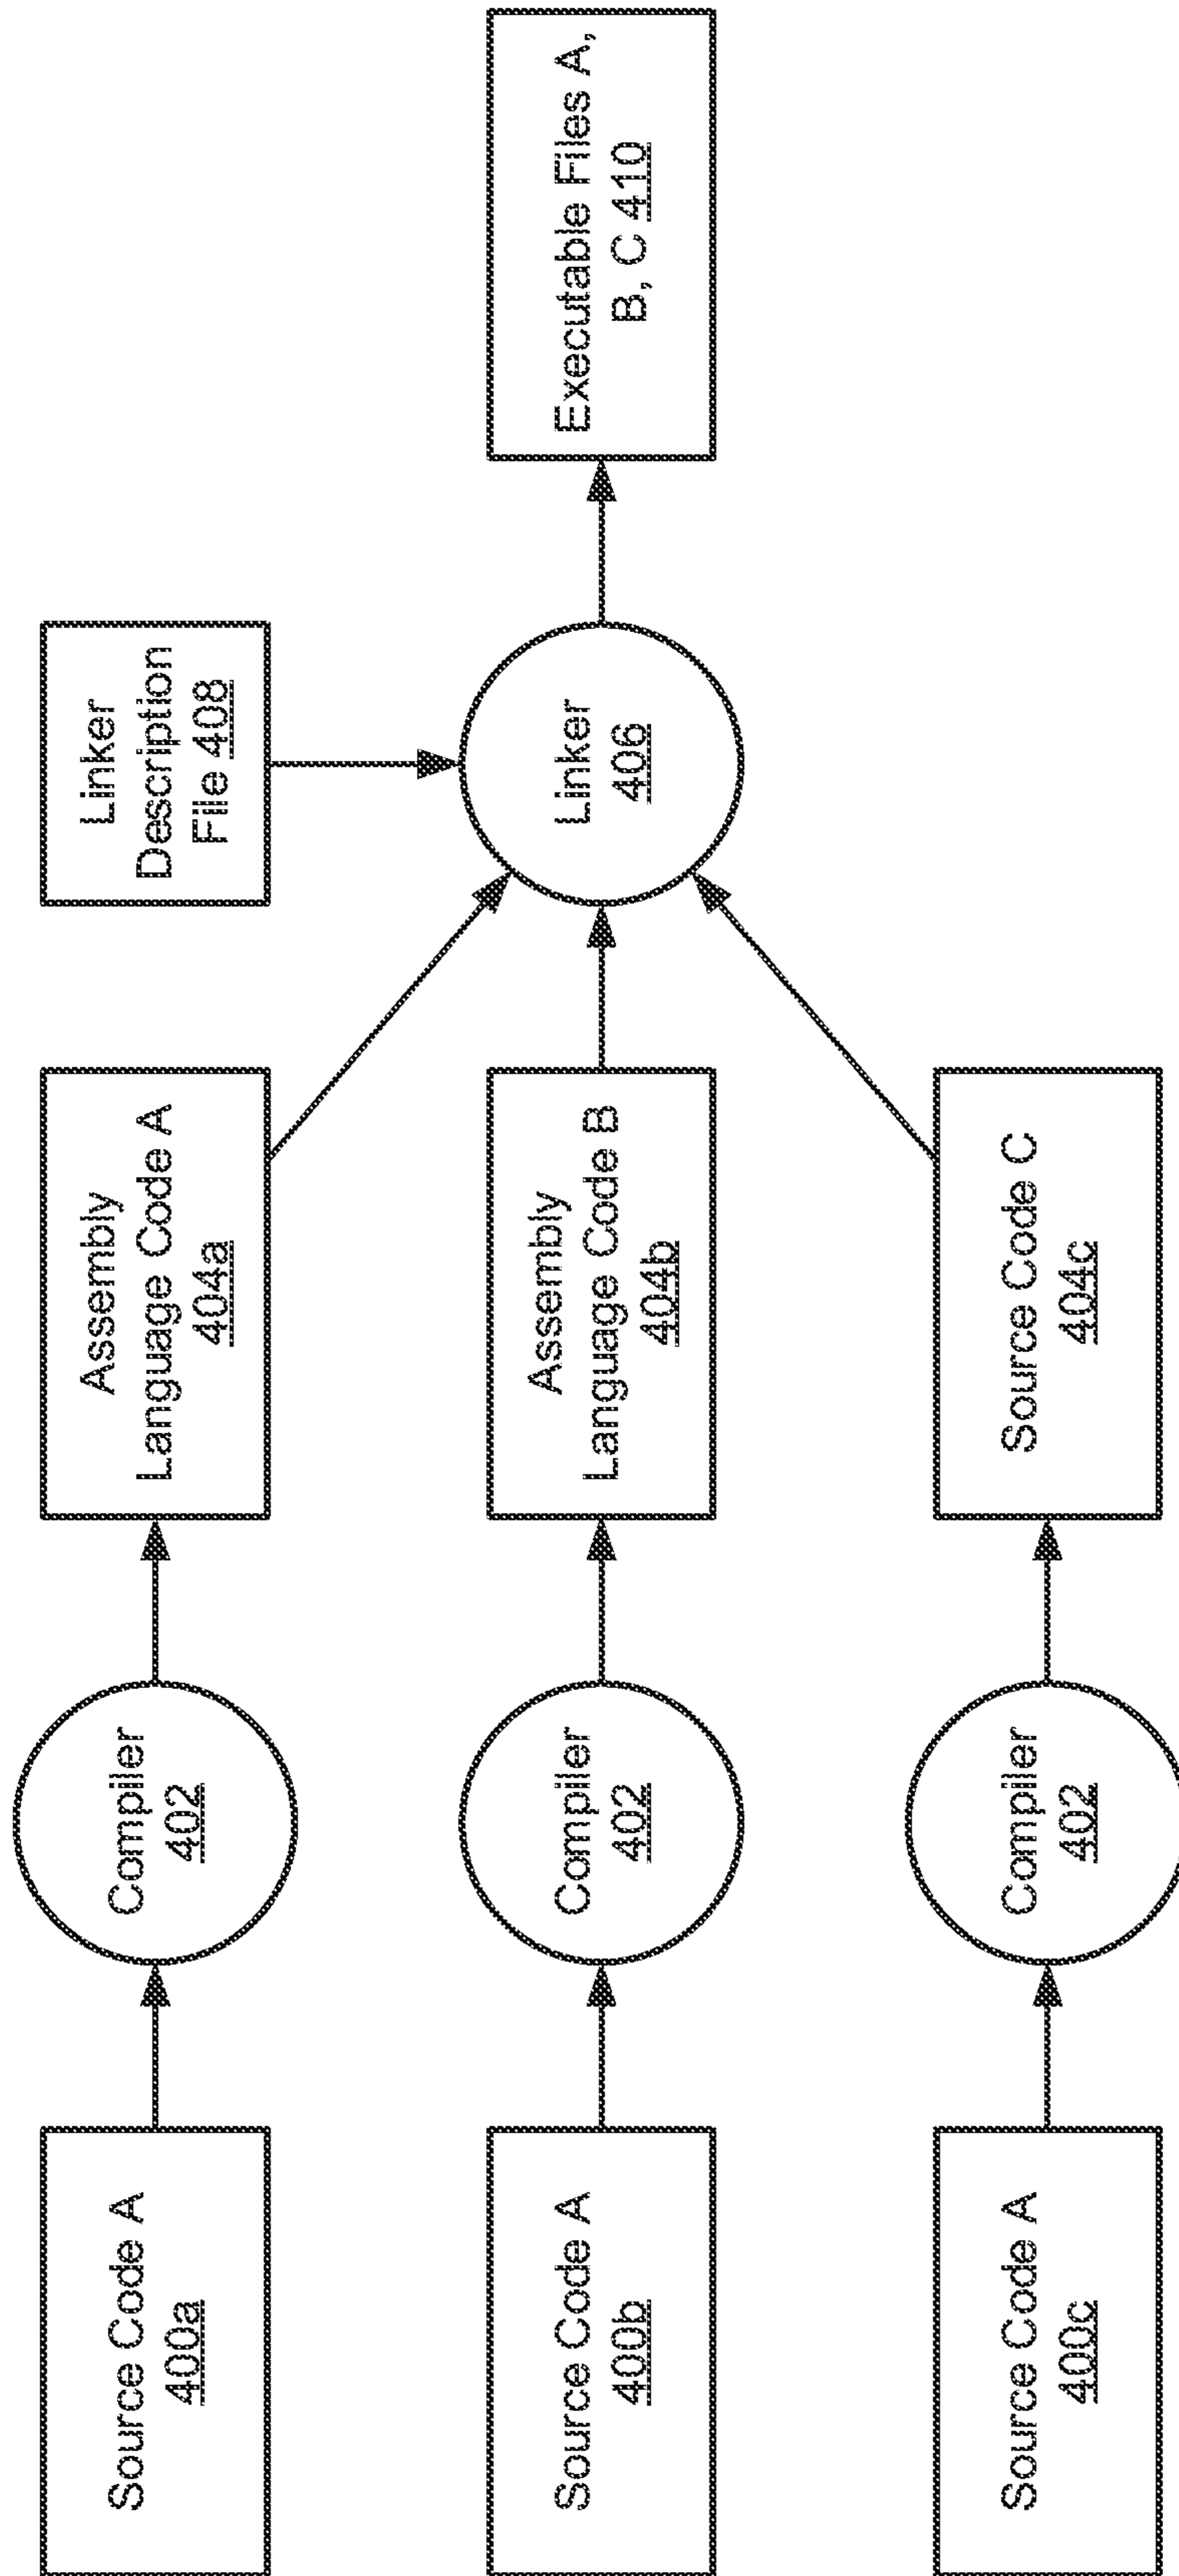 Source Code A
400a
Compiler
402
Assembly
Language Code A
404a
Linker
Description
File 408
Source Code A
400b
Compiler
402
Assembly
Language Code B
404b
Linker
406
Executable Files A,
B, C 410
Source Code A
400c
Compiler
402
Source Code C
404c